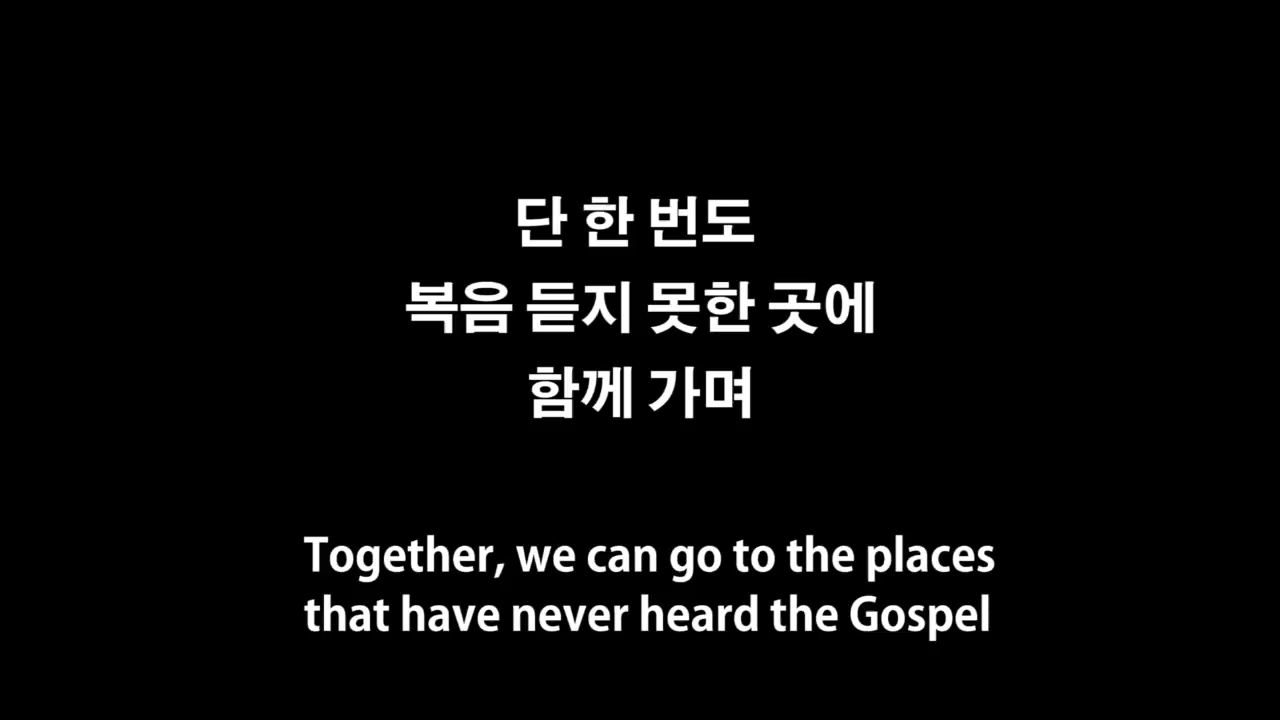 단 한 번도
복음 듣지 못한 곳에
함께 가며
Together, we can go to the places
that have never heard the Gospel